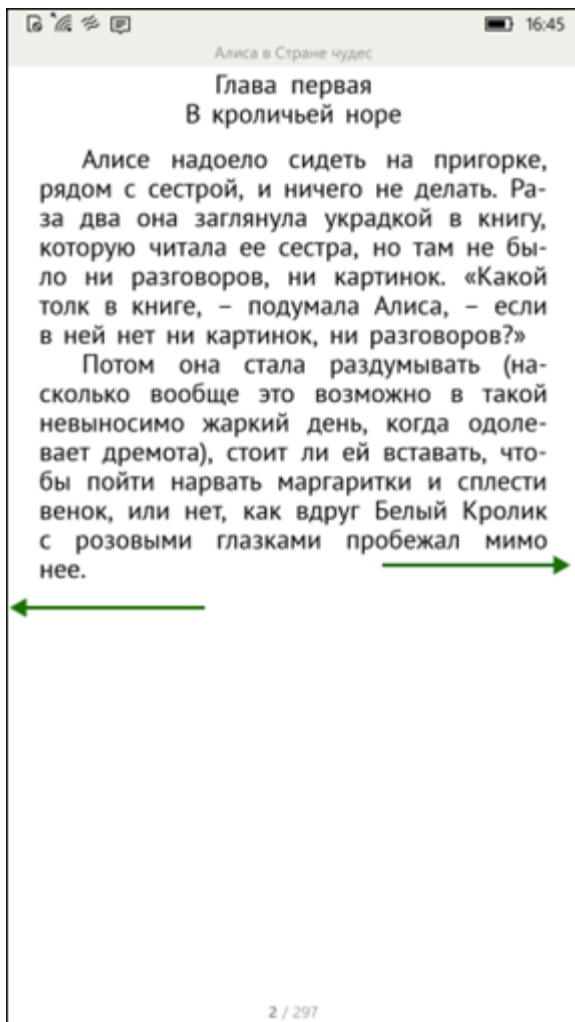 16:45
Алиса в Стране чудес
Глава первая
В кроличьей норе
Алисе надоело сидеть на пригорке,
рядом с сестрой, и ничего не делать. Ра-
за два она заглянула украдкой в книгу,
которую читала ее сестра, но там не бы-
ло ни разговоров, ни картинок. «Какой
толк в книге, – подумала Алиса, – если
в ней нет ни картинок, ни разговоров?»
Потом она стала раздумывать (на-
сколько вообще это возможно в такой
невыносимо жаркий день, когда одоле-
вает дремота), стоит ли ей вставать, что-
бы пойти нарвать маргаритки и сплести
венок, или нет, как вдруг Белый Кролик
с розовыми глазками пробежал мимо
нее.
2 / 297